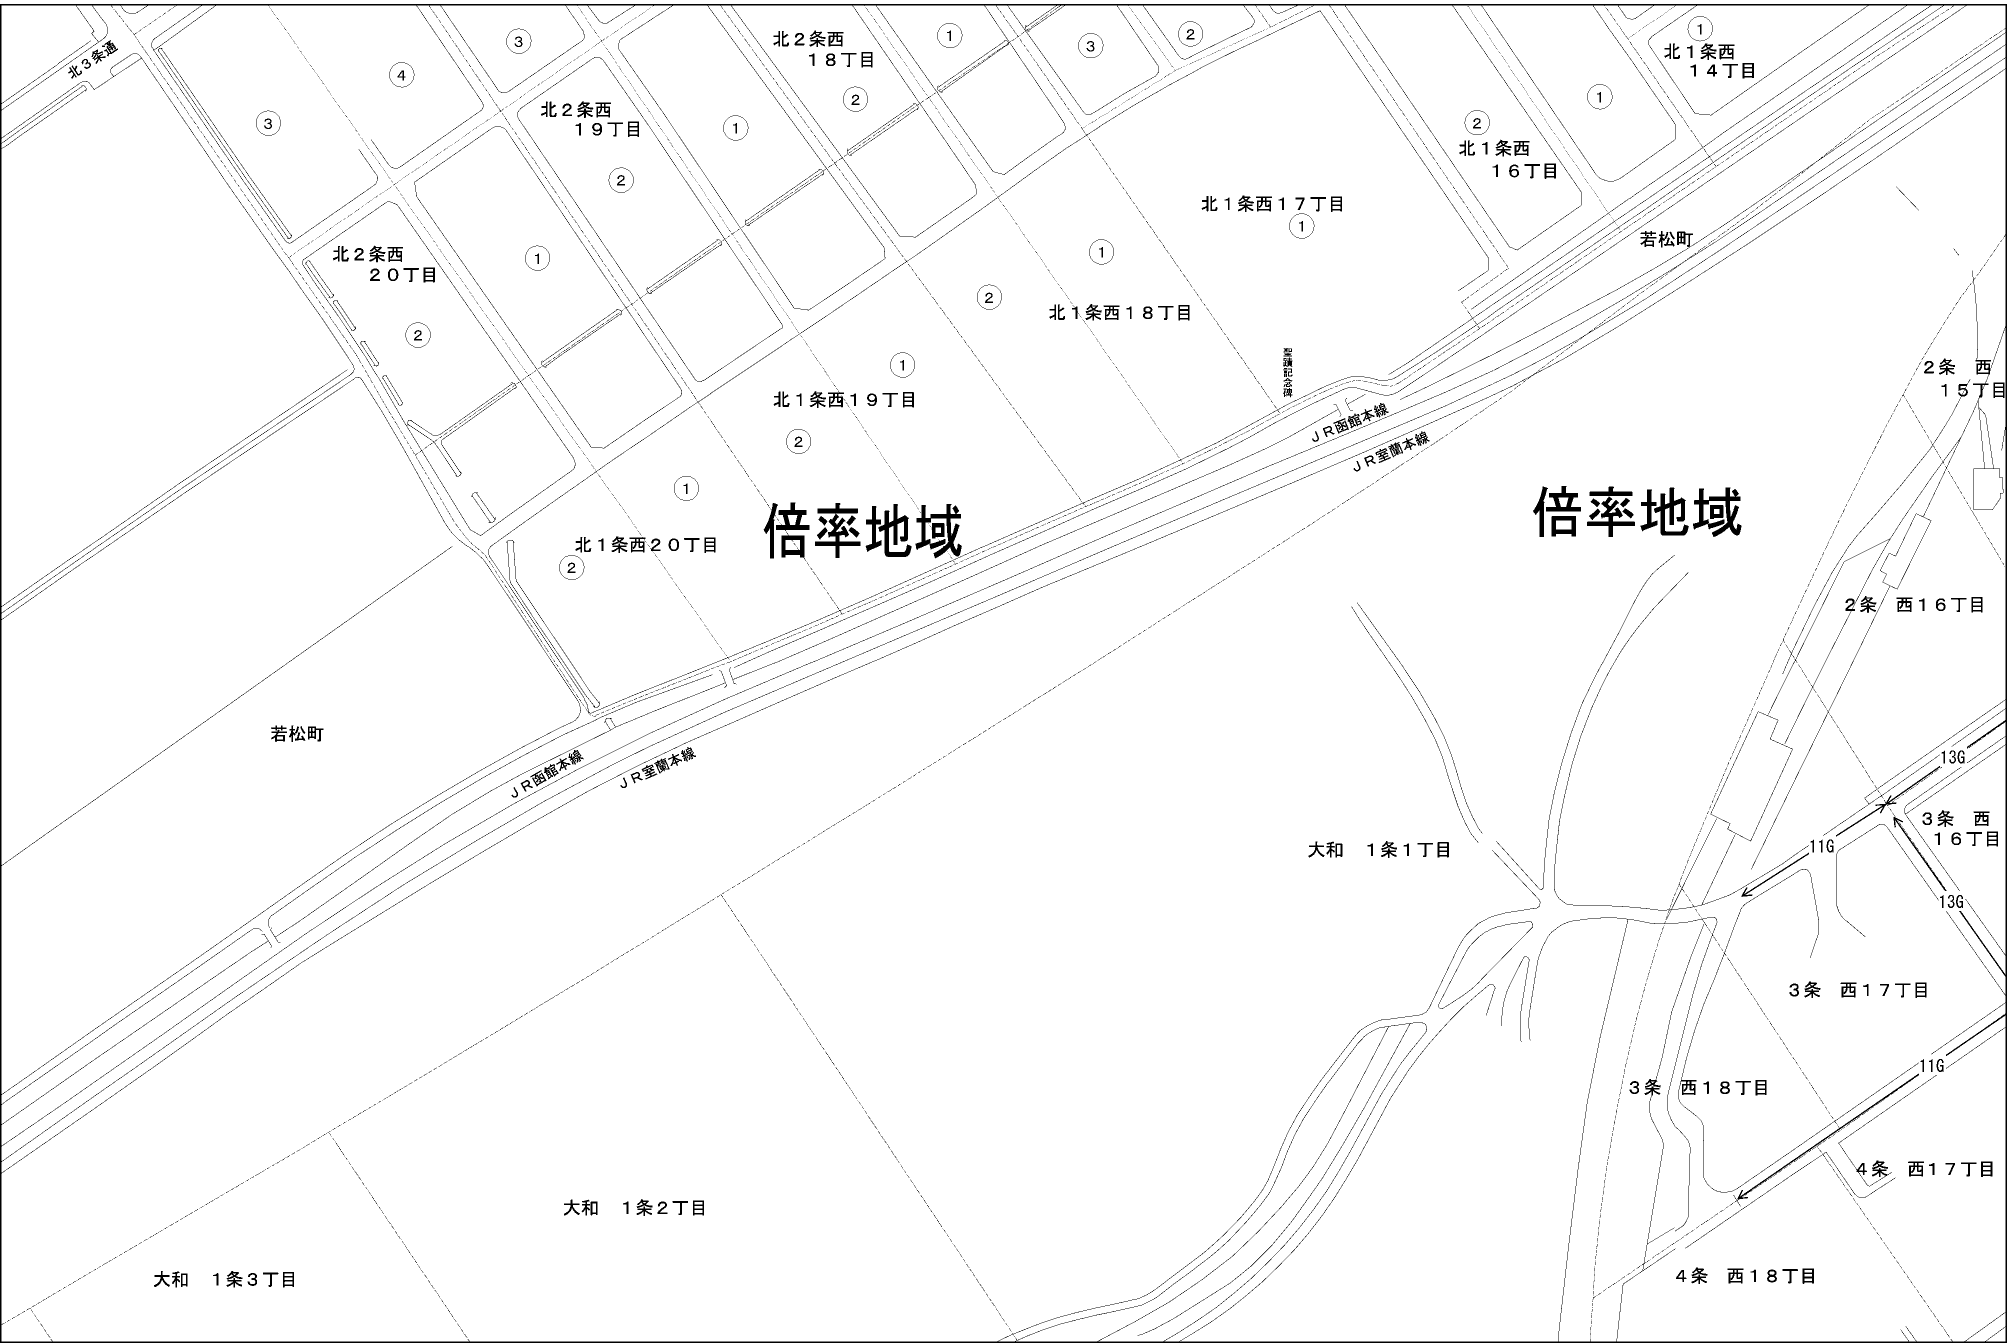 北３条通
③
④
③
北２条西
１８丁目
①
③
②
①
北１条西
１４丁目
北２条西
１９丁目
①
②
②
②
北１条西
１６丁目
①
北２条西
２０丁目
②
①
①
②
北１条西１８丁目
北１条西１７丁目
①
若松町
聖蹟記念碑
２条　西
１５丁目
①
北１条西１９丁目
②
①
北１条西２０丁目
②
倍率地域
倍率地域
ＪＲ函館本線
ＪＲ室蘭本線
２条　西１６丁目
若松町
ＪＲ函館本線
ＪＲ室蘭本線
13G
３条　西
１６丁目
11G
13G
大和　１条１丁目
３条　西１７丁目
11G
３条　西１８丁目
４条　西１７丁目
大和　１条２丁目
大和　１条３丁目
４条　西１８丁目